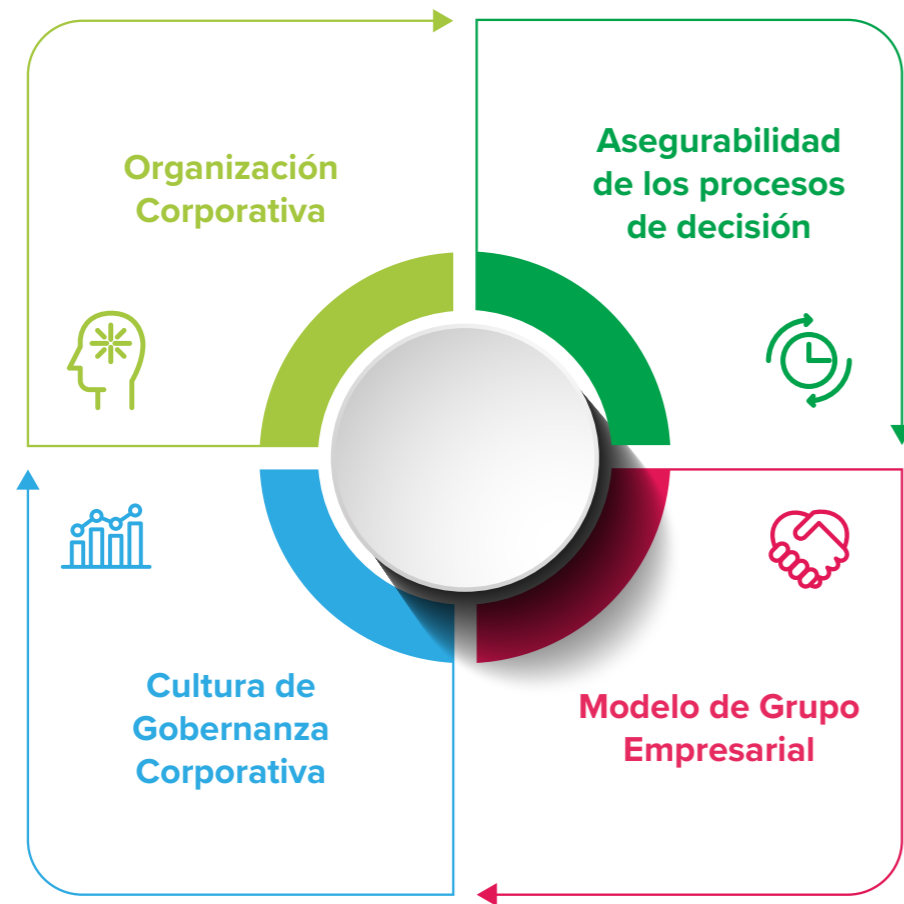 Organización
Corporativa
Asegurabilidad
de los procesos
de decisión
Cultura de
Gobernanza
Corporativa
Modelo de Grupo
Empresarial